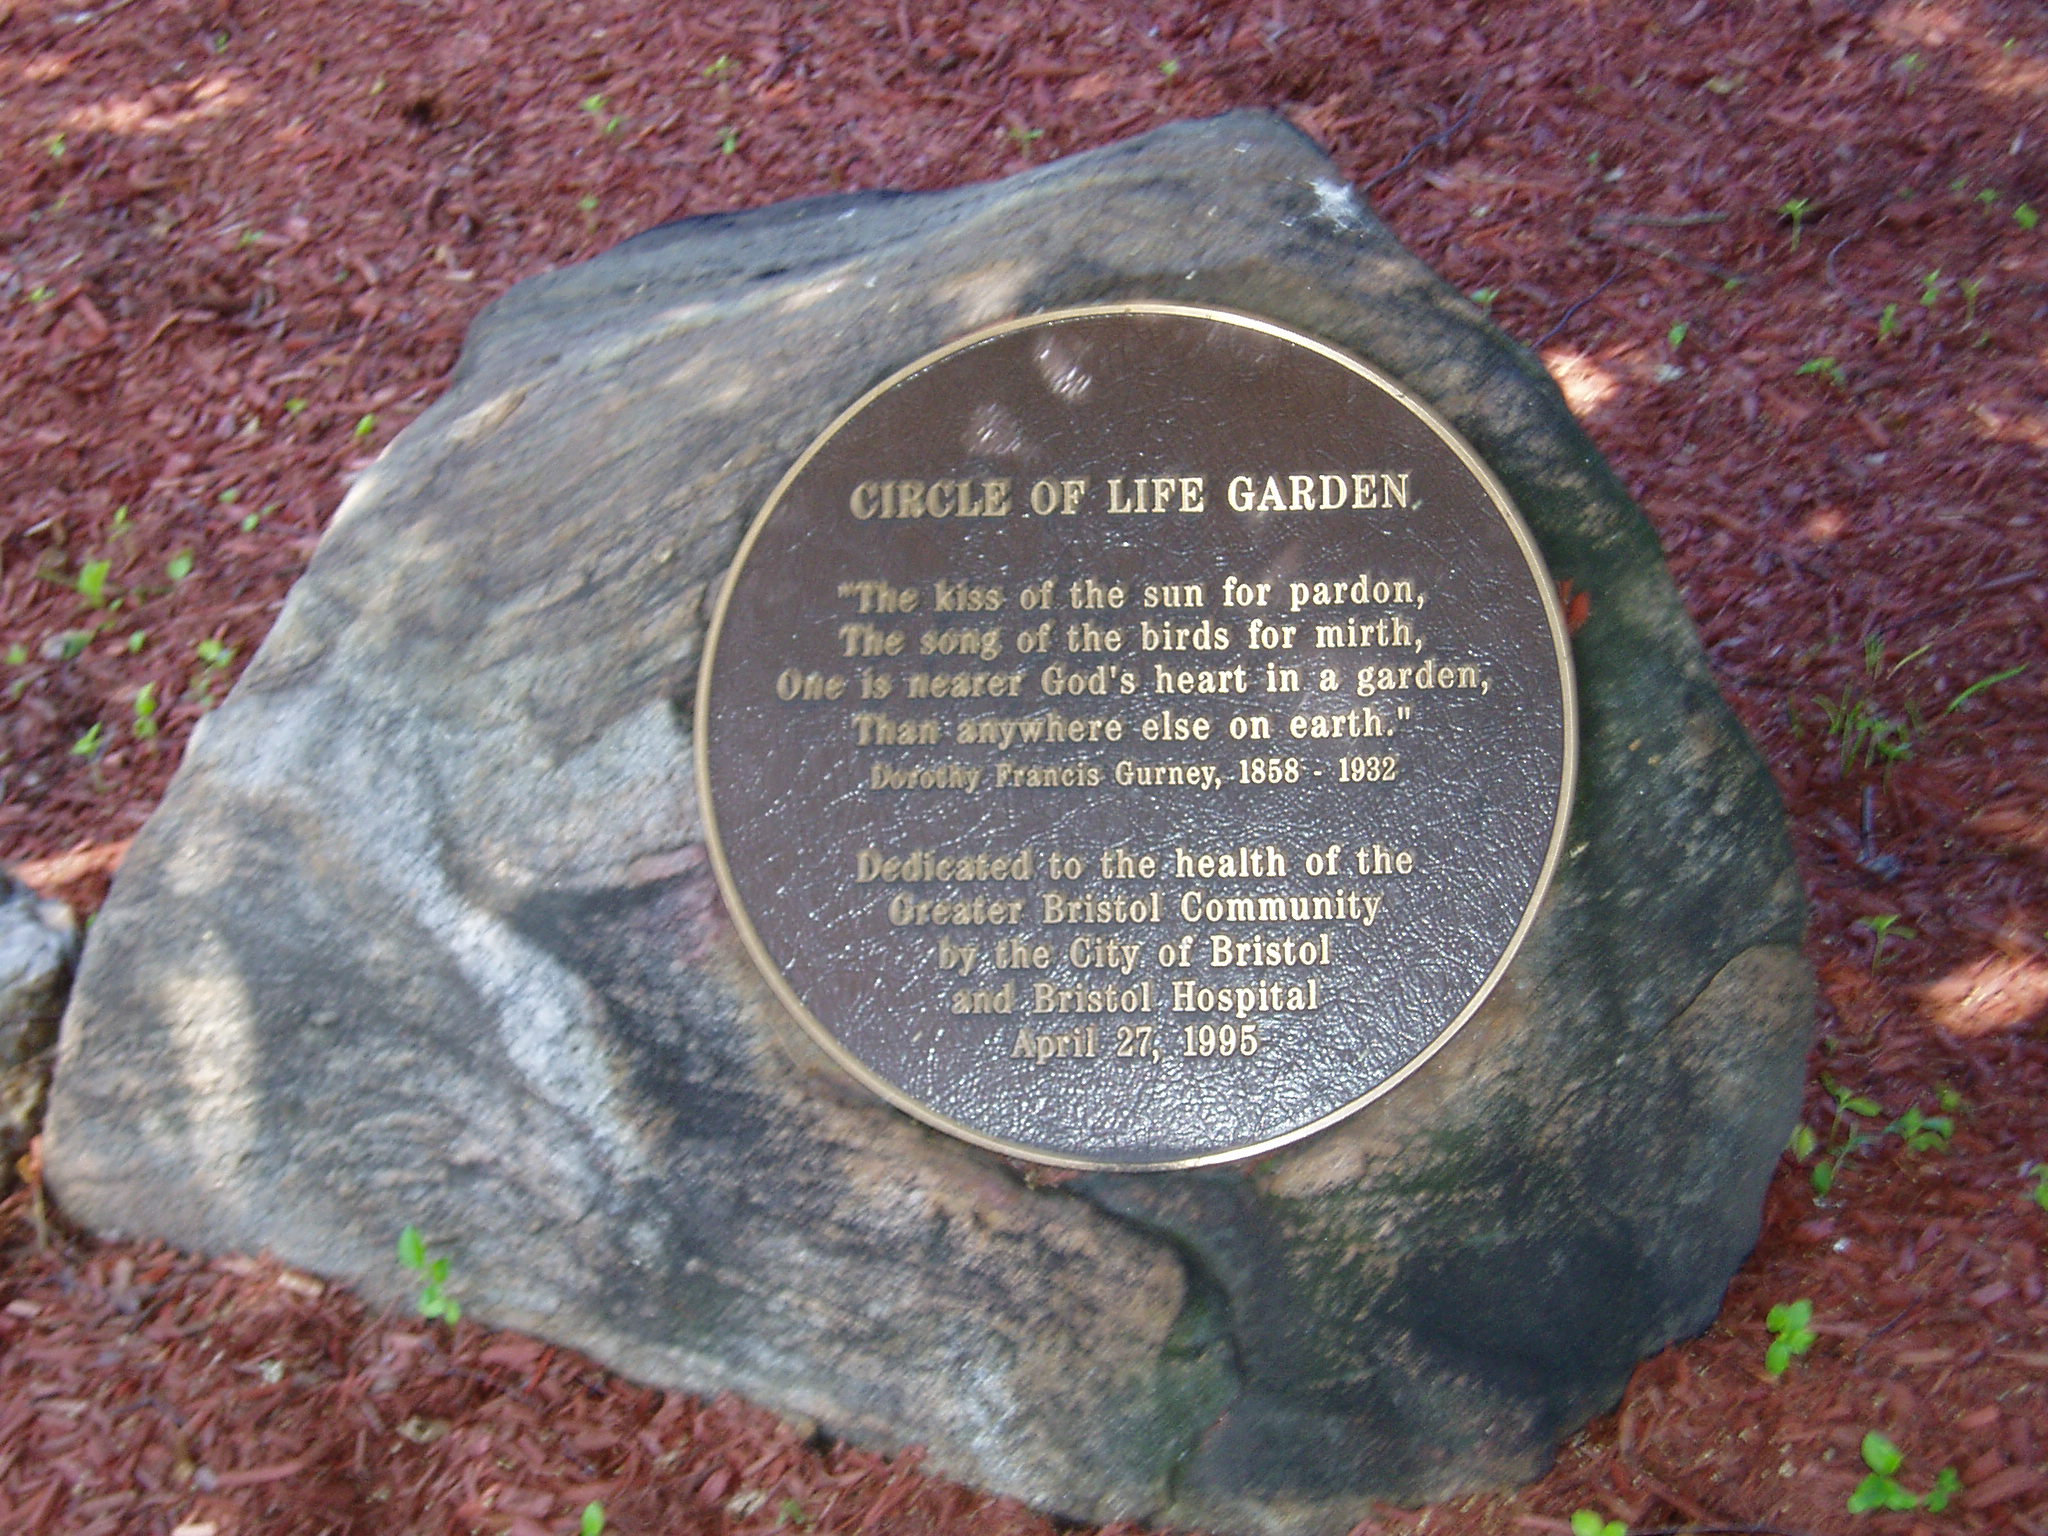 CIRCLE OF LIFE GARDEN
"The kiss of the sun for pardon,
The song of the birds for mirth,
One is nearer God's heart in a garden,
Than anywhere else on earth."
Dorothy Francis Gurney, 1858 - 1932
Dedicated to the health of the
Greater Bristol Community
by the City of Bristol
and Bristol Hospital
April 27, 1995